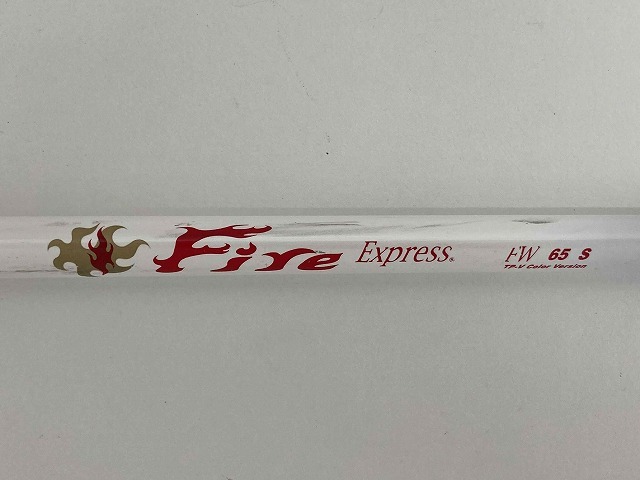 Fire Express® FW 65 S
TP-V Color Version